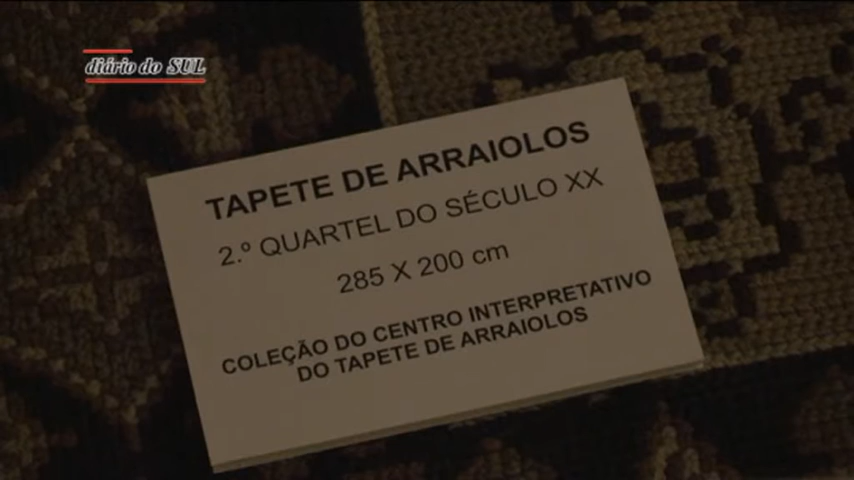 diário do SUL
TAPETE DE ARRAIOLOS
2.º QUARTEL DO SÉCULO XX
285 X 200 cm
COLEÇÃO DO CENTRO INTERPRETATIVO
DO TAPETE DE ARRAIOLOS